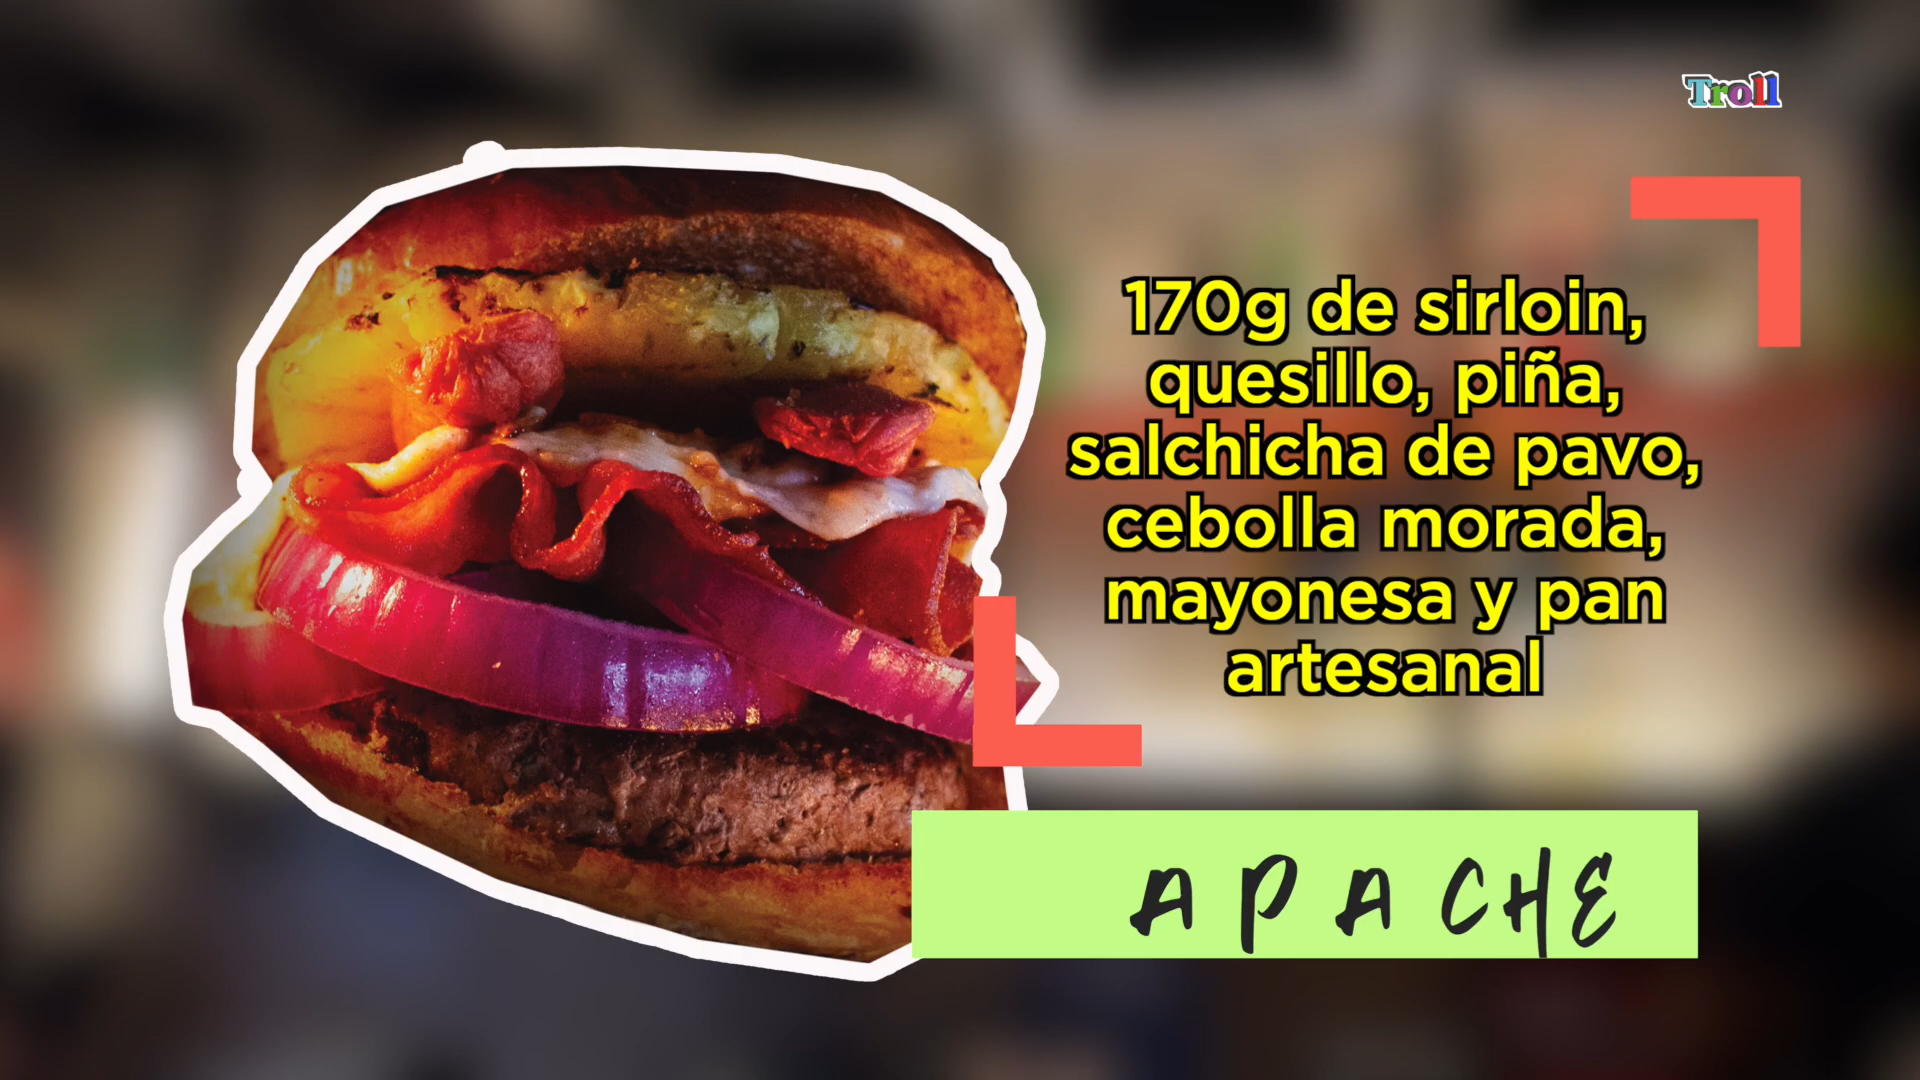 Troll
170g de sirloin,
quesillo, piña,
salchicha de pavo,
cebolla morada,
mayonesa y pan
artesanal
APACHE